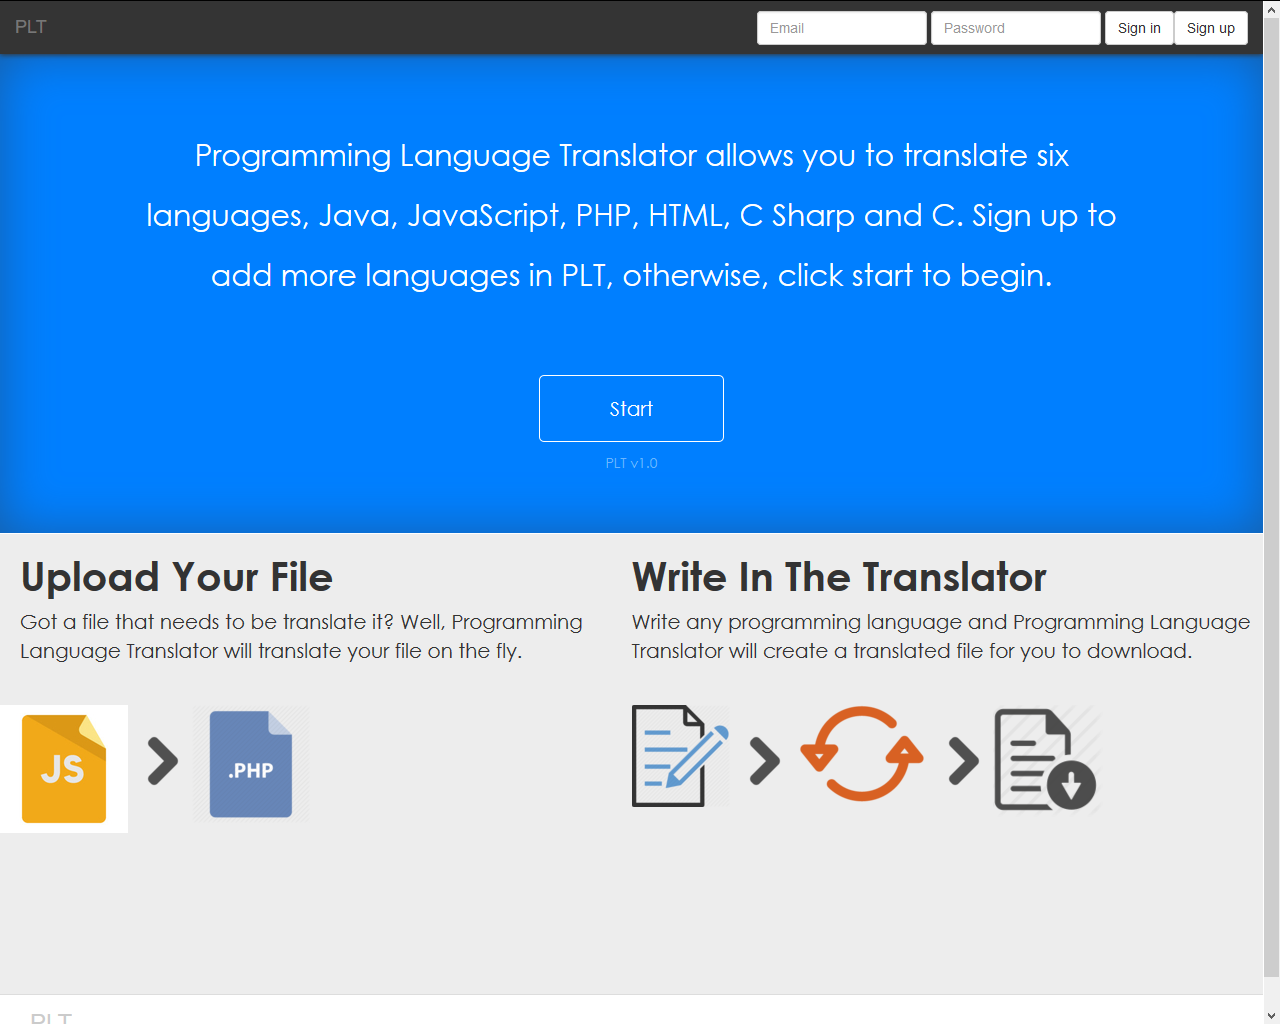 PLT
Email
Password
Sign in
Sign up
Programming Language Translator allows you to translate six
languages, Java, JavaScript, PHP, HTML, C Sharp and C. Sign up to
add more languages in PLT, otherwise, click start to begin.
Start
PLT v1.0
Upload Your File
Got a file that needs to be translate it? Well, Programming
Language Translator will translate your file on the fly.
JS
.PHP
Write In The Translator
Write any programming language and Programming Language
Translator will create a translated file for you to download.
PLT